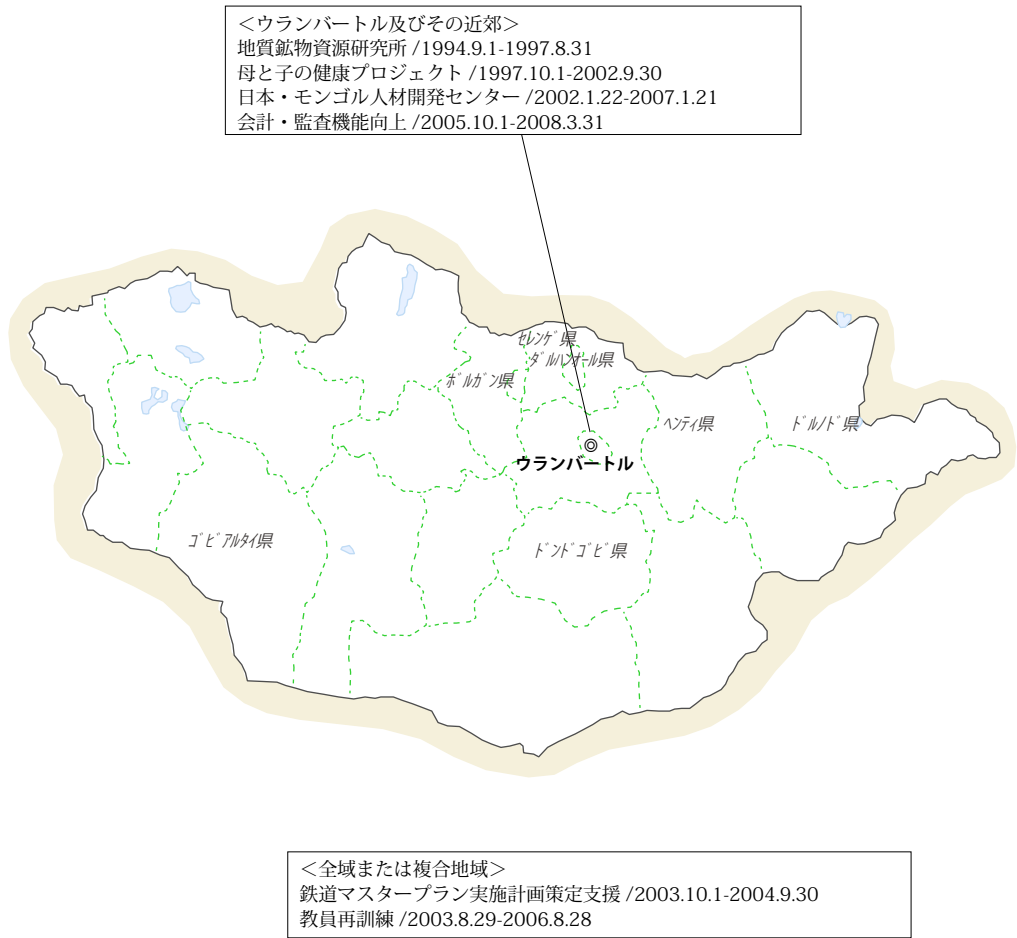 ＜ウランバートル及びその近郊＞
地質鉱物資源研究所 /1994.9.1-1997.8.31
母と子の健康プロジェクト /1997.10.1-2002.9.30
日本・モンゴル人材開発センター /2002.1.22-2007.1.21
会計・監査機能向上 /2005.10.1-2008.3.31
ｾﾚﾝｹﾞ県
ﾀﾞﾙﾊﾝｵｰﾙ県
ﾎﾞﾙｶﾞﾝ県
ﾍﾝﾃｨ県
ﾄﾞﾙﾉﾄﾞ県
ウランバートル
ｺﾞﾋﾞｱﾙﾀｲ県
ﾄﾞﾝﾄﾞｺﾞﾋﾞ県
＜全域または複合地域＞
鉄道マスタープラン実施計画策定支援 /2003.10.1-2004.9.30
教員再訓練 /2003.8.29-2006.8.28